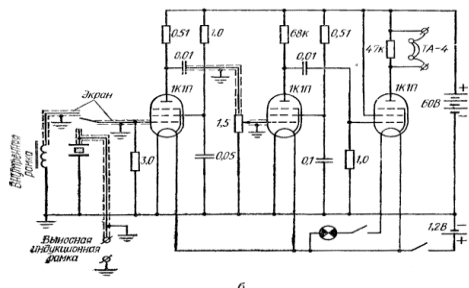 0,51
1,0
68к
0,51
47к
ТА-4
0,01
0,01
1К1П
1К1П
1К1П
60В
Экран
1,5
Внутренняя
рамка
3,0
0,05
0,1
1,0
Выносная
индукционная
рамка
1,2В
б